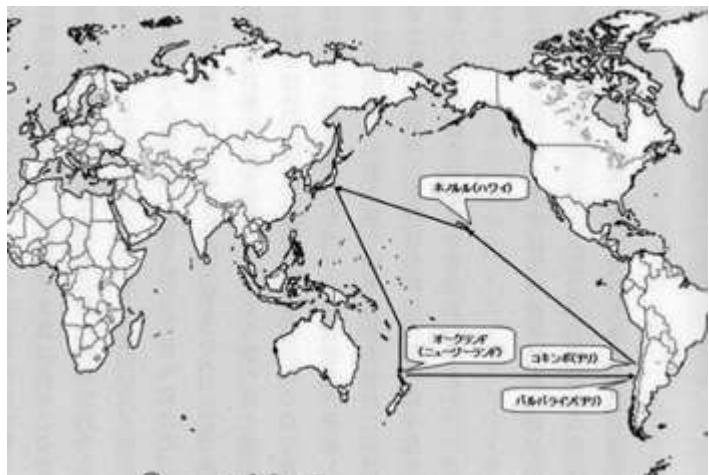 ホノルル(ハワイ)
オークランド
(ニュージーランド)
コキンボ(チリ)
バルパライソ(チリ)